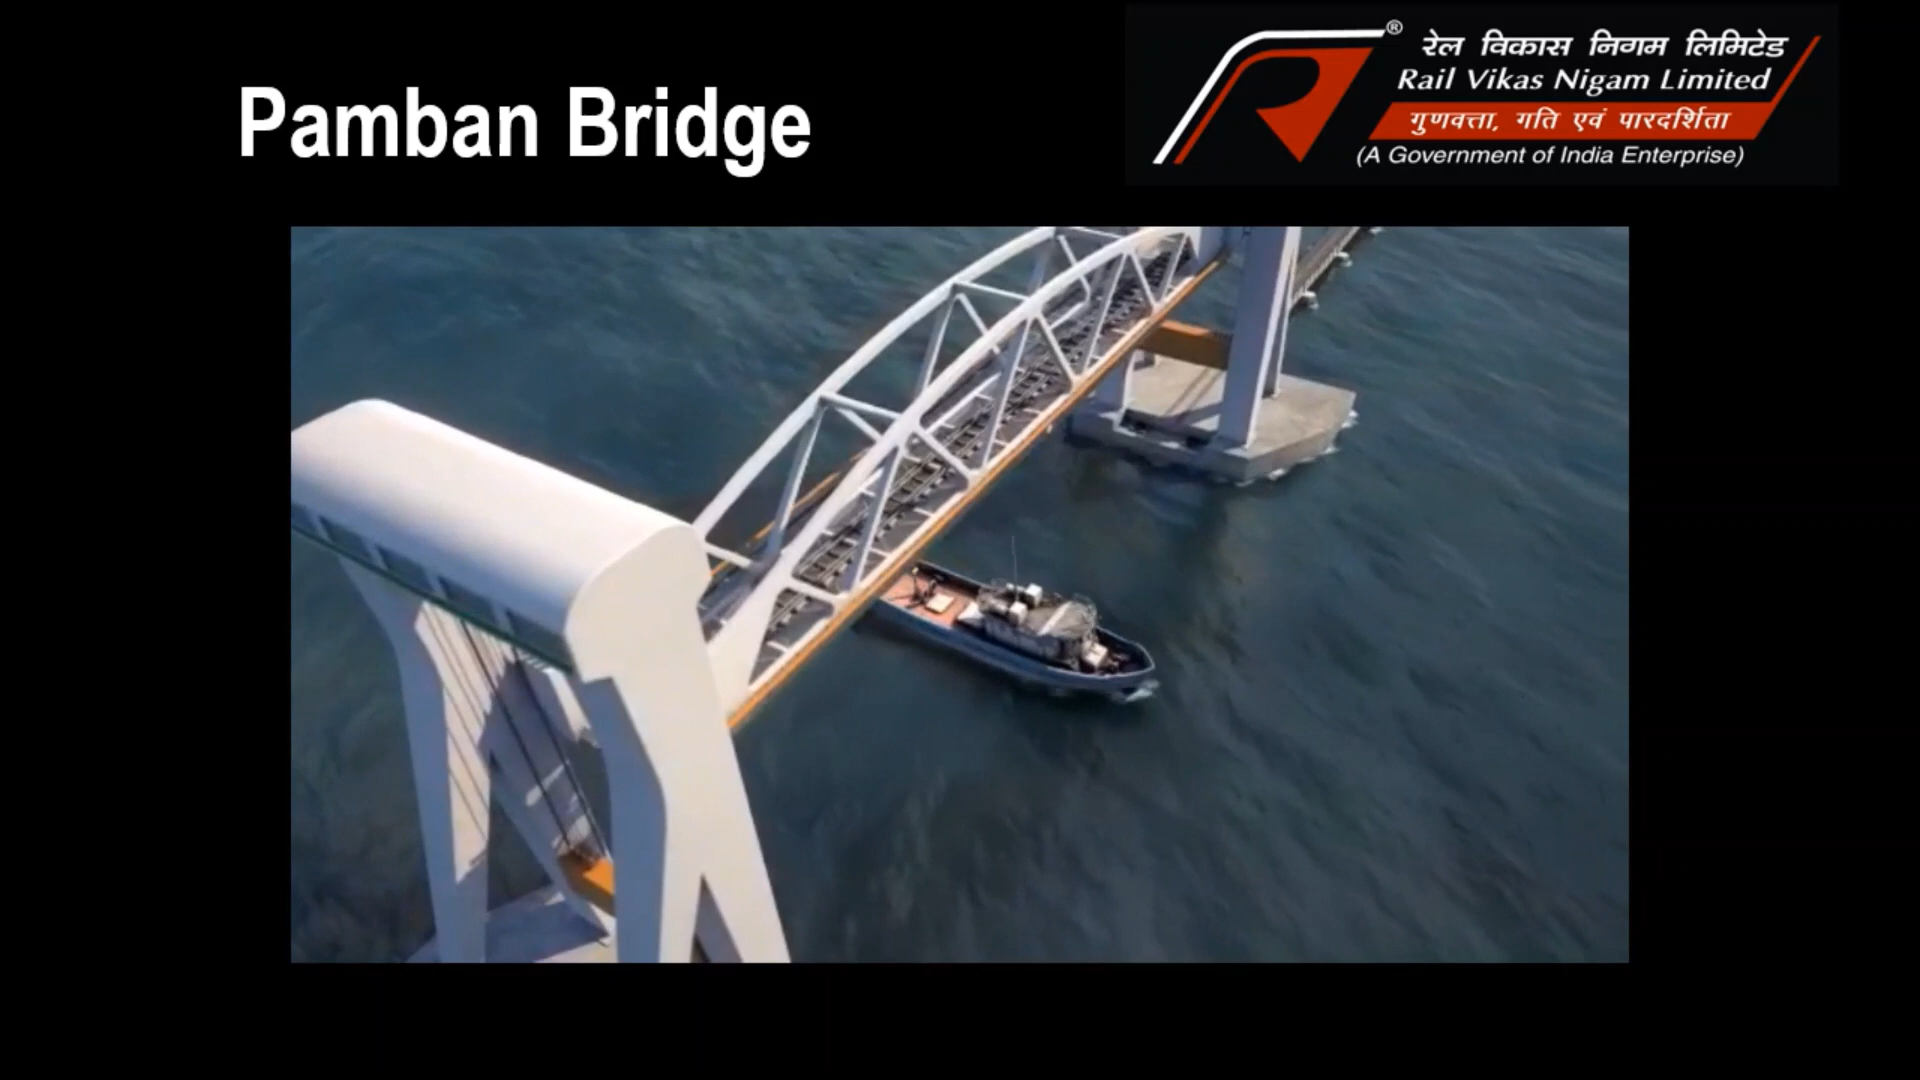 Pamban Bridge
®
रेल विकास निगम लिमिटेड
Rail Vikas Nigam Limited
गुणवत्ता, गति एवं पारदर्शिता
(A Government of India Enterprise)